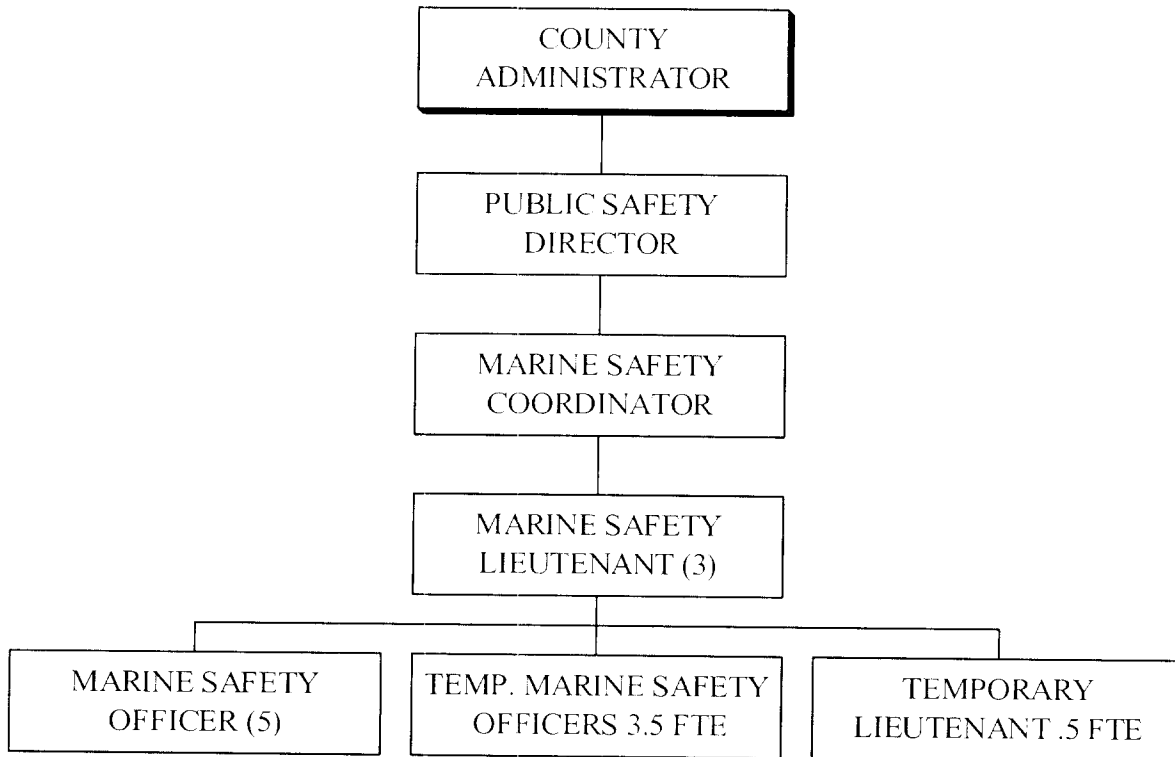 COUNTY
ADMINISTRATOR
PUBLIC SAFETY
DIRECTOR
MARINE SAFETY
COORDINATOR
MARINE SAFETY
LIEUTENANT (3)
MARINE SAFETY
OFFICER (5)
TEMP. MARINE SAFETY
OFFICERS 3.5 FTE
TEMPORARY
LIEUTENANT .5 FTE